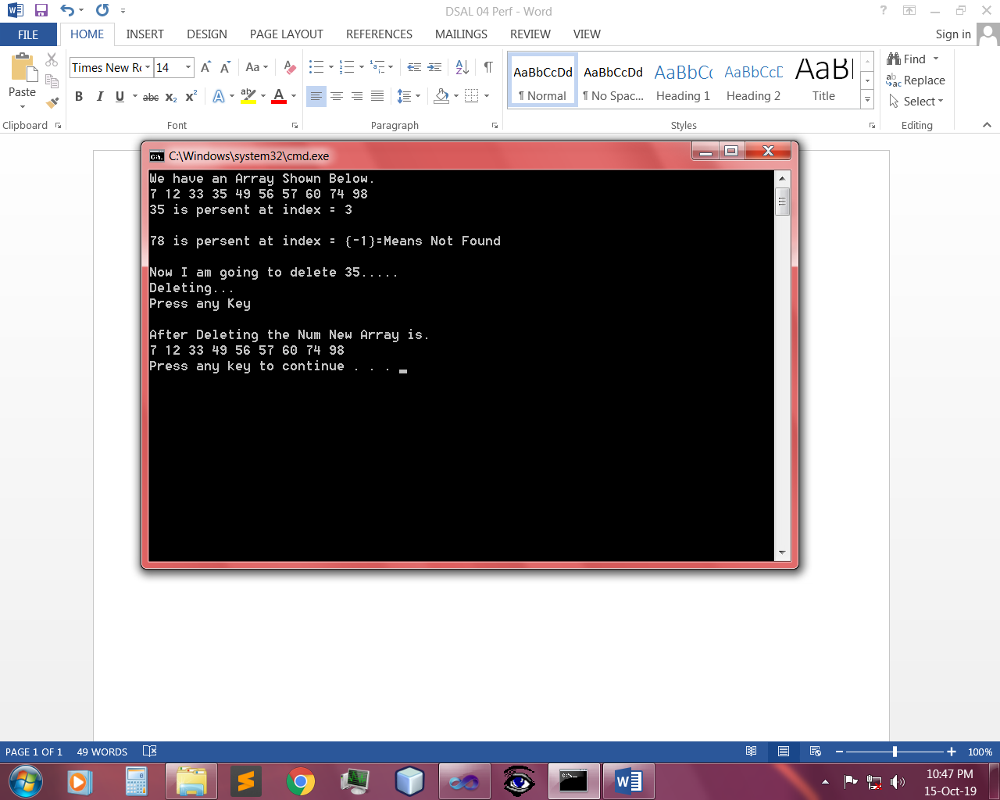 DSAL 04 Perf - Word
FILE HOME INSERT DESIGN PAGE LAYOUT REFERENCES MAILINGS REVIEW VIEW Sign in
Times New Rc 14 Aa
Paste
B I U abc X₂ X² A ab A
AaBbCcDd AaBbCcDd AaBbCc AaBbCcD AaBl
¶ Normal ¶ No Spac... Heading 1 Heading 2 Title
Find
Replace
Select
Clipboard Font Paragraph Styles Editing
C:\Windows\system32\cmd.exe
We have an Array Shown Below.
7 12 33 35 49 56 57 60 74 98
35 is persent at index = 3
78 is persent at index = {-1}=Means Not Found
Now I am going to delete 35.....
Deleting...
Press any Key
After Deleting the Num New Array is.
7 12 33 49 56 57 60 74 98
Press any key to continue . . .
PAGE 1 OF 1 49 WORDS 100%
10:47 PM
15-Oct-19